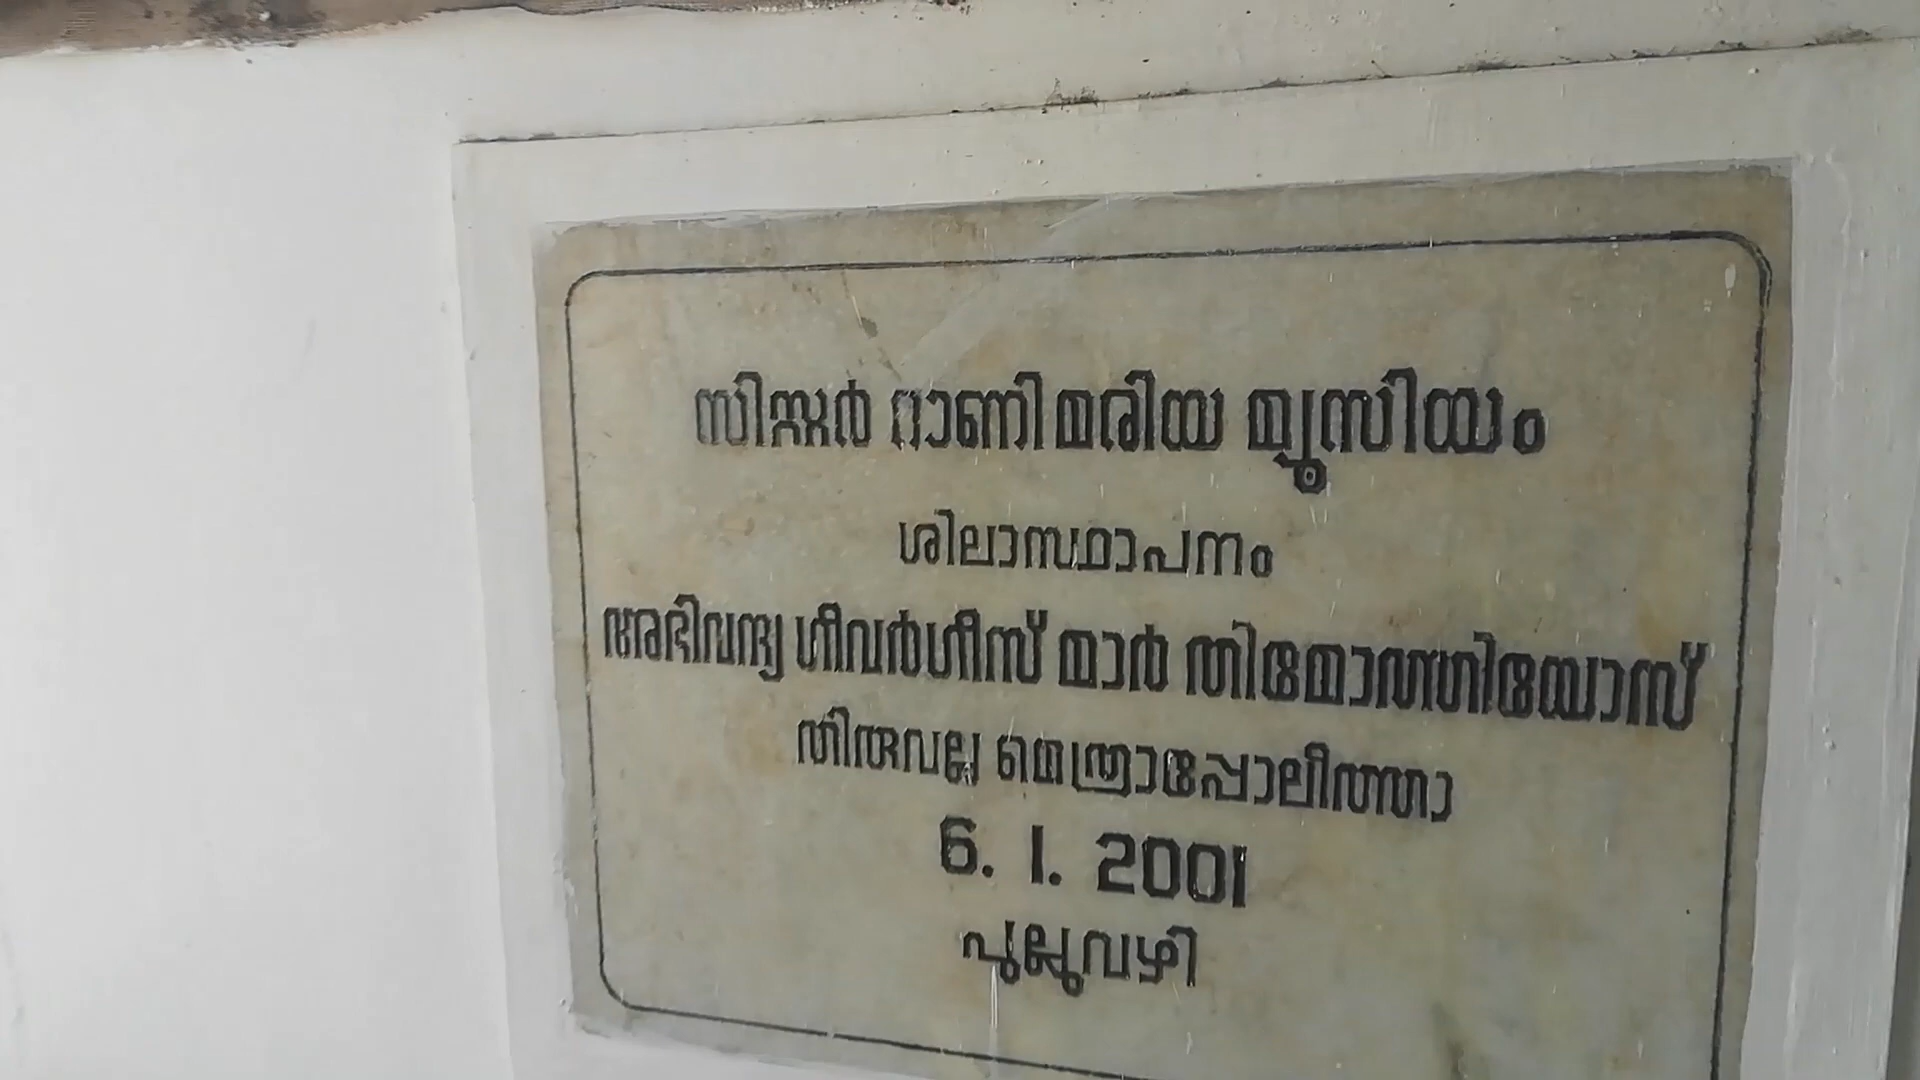 സിസ്റ്റർ റാണി മരിയ മ്യൂസിയം
ശിലാസ്ഥാപനം
അഭിവന്ദ്യ ഗീവർഗീസ് മാർ തിമോത്തിയോസ്
തിരുവല്ല മെത്രാപ്പോലീത്താ
6. 1. 2001
പുല്ലുവഴി